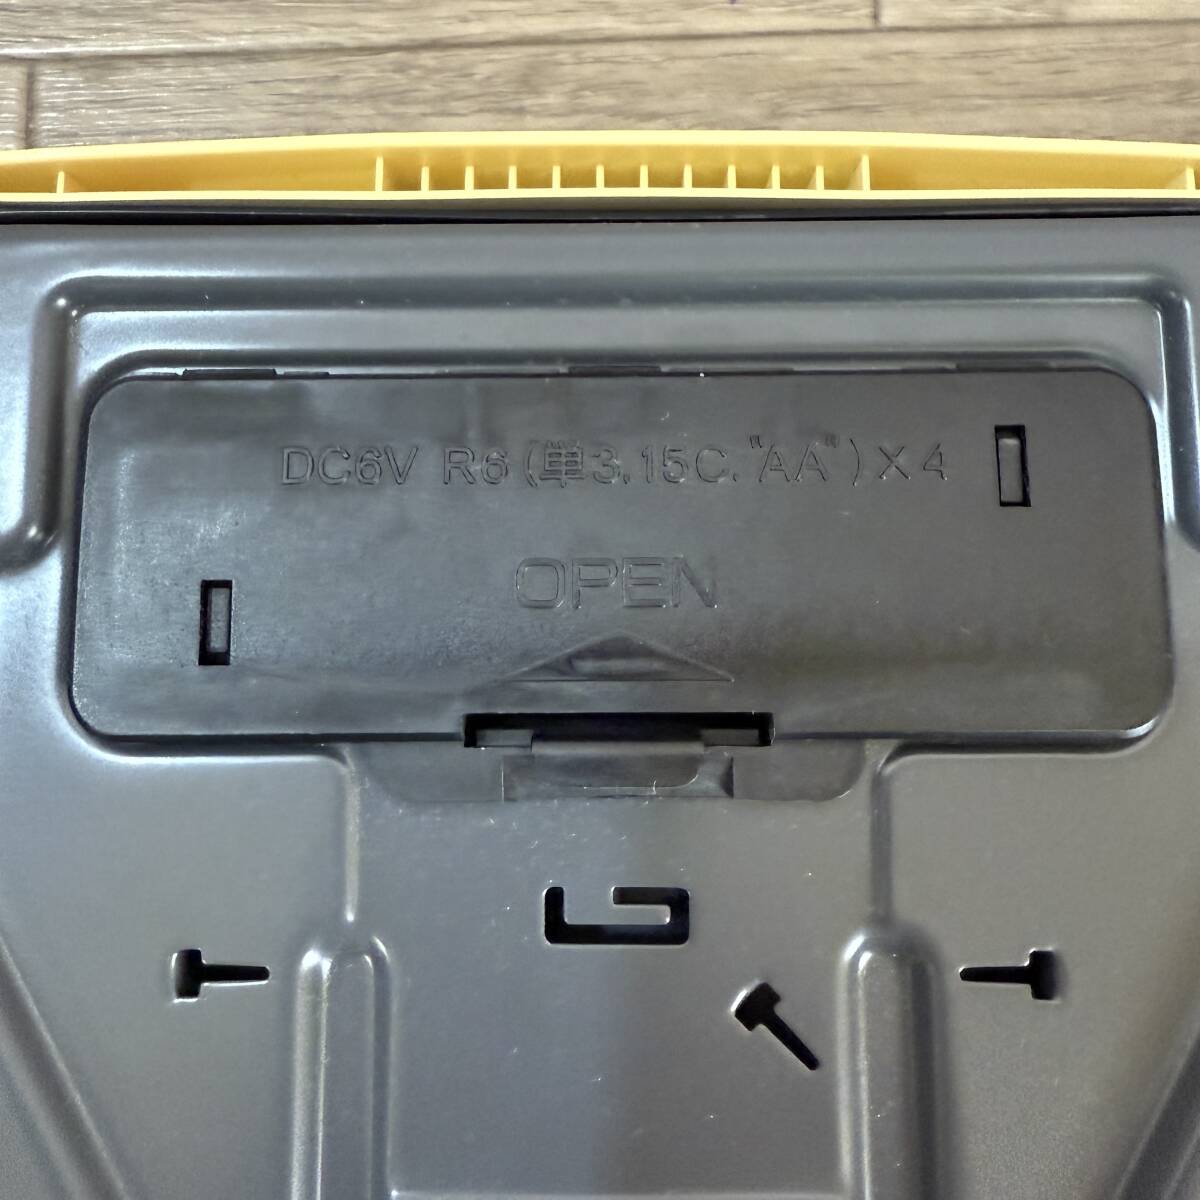 DC6V R6(単3.15C."AA")×4
OPEN